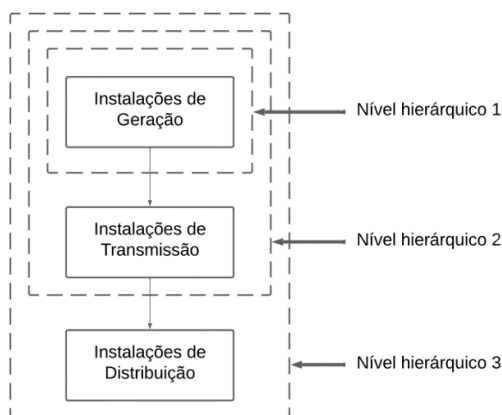 Instalações de
Geração
Nível hierárquico 1
Instalações de
Transmissão
Nível hierárquico 2
Instalações de
Distribuição
Nível hierárquico 3